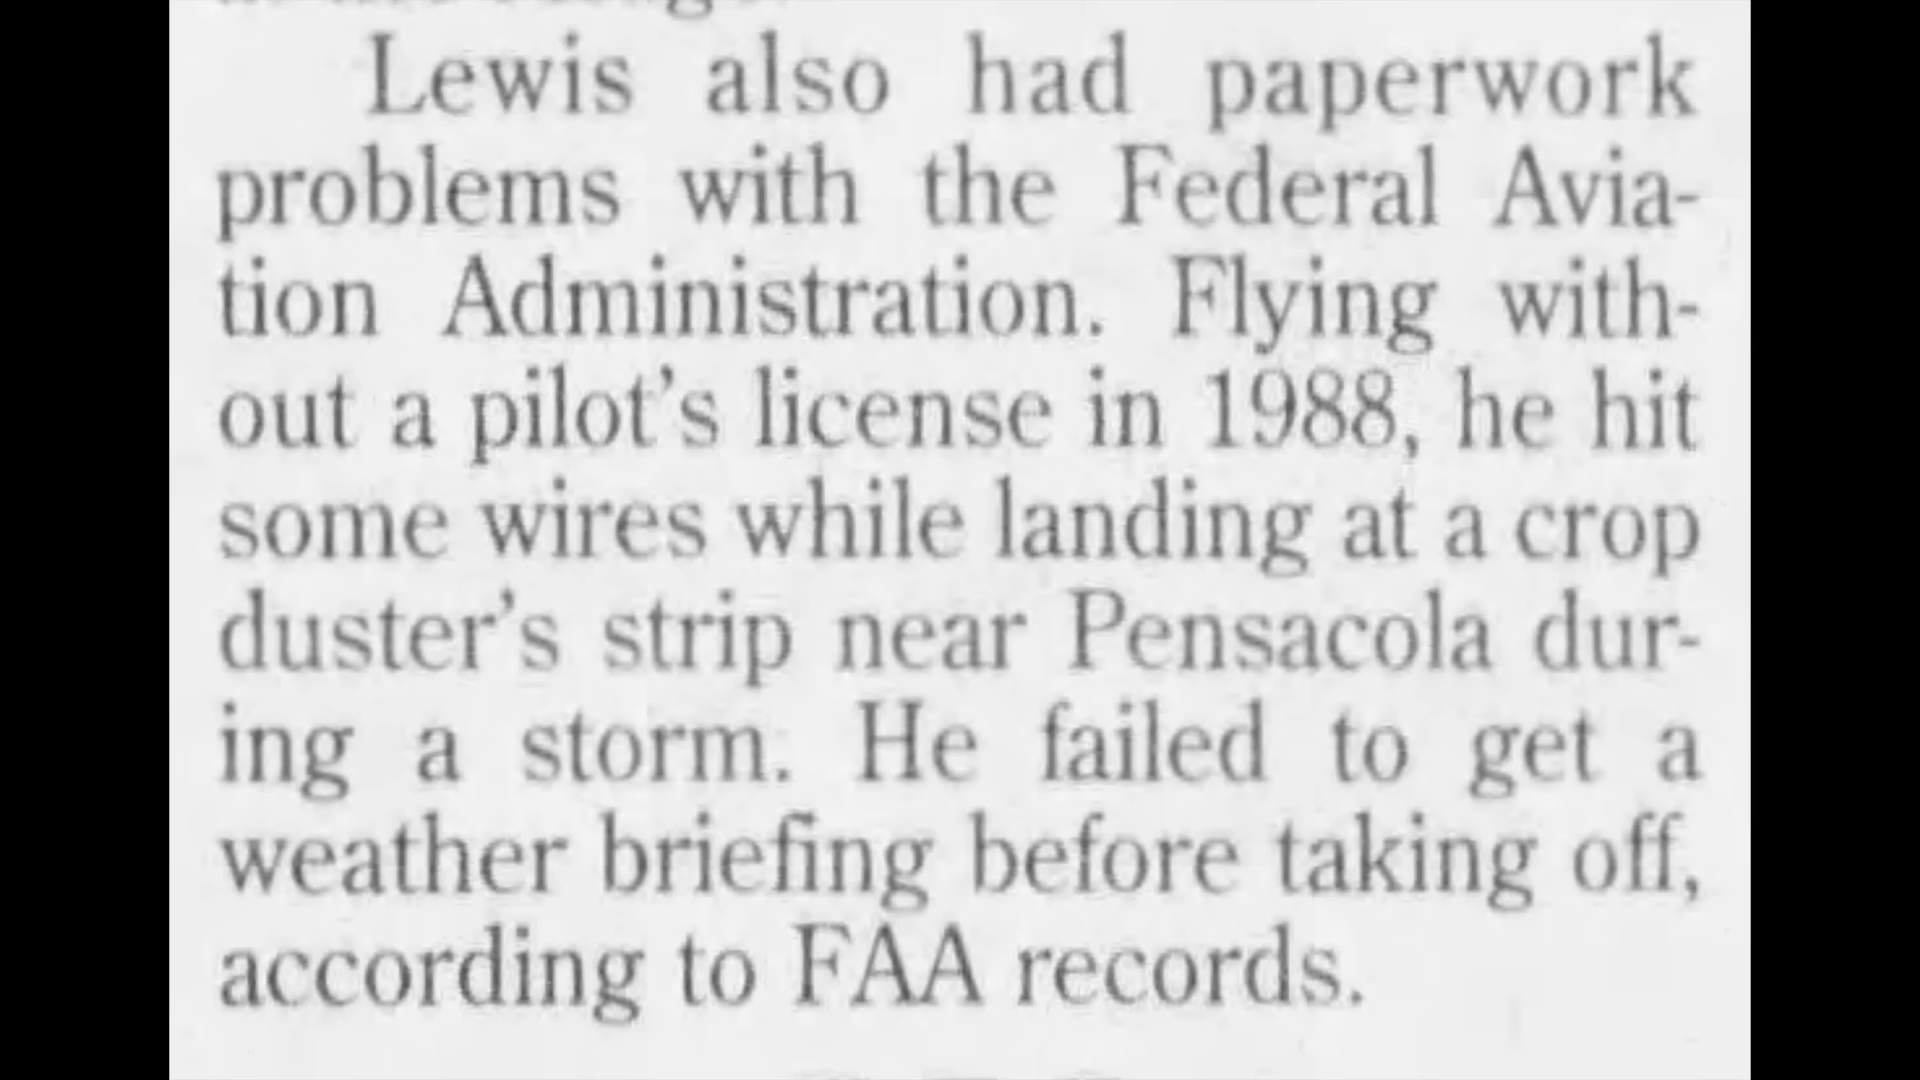 Lewis also had paperwork
problems with the Federal Avia-
tion Administration. Flying with-
out a pilot's license in 1988, he hit
some wires while landing at a crop
duster's strip near Pensacola dur-
ing a storm. He failed to get a
weather briefing before taking off,
according to FAA records.